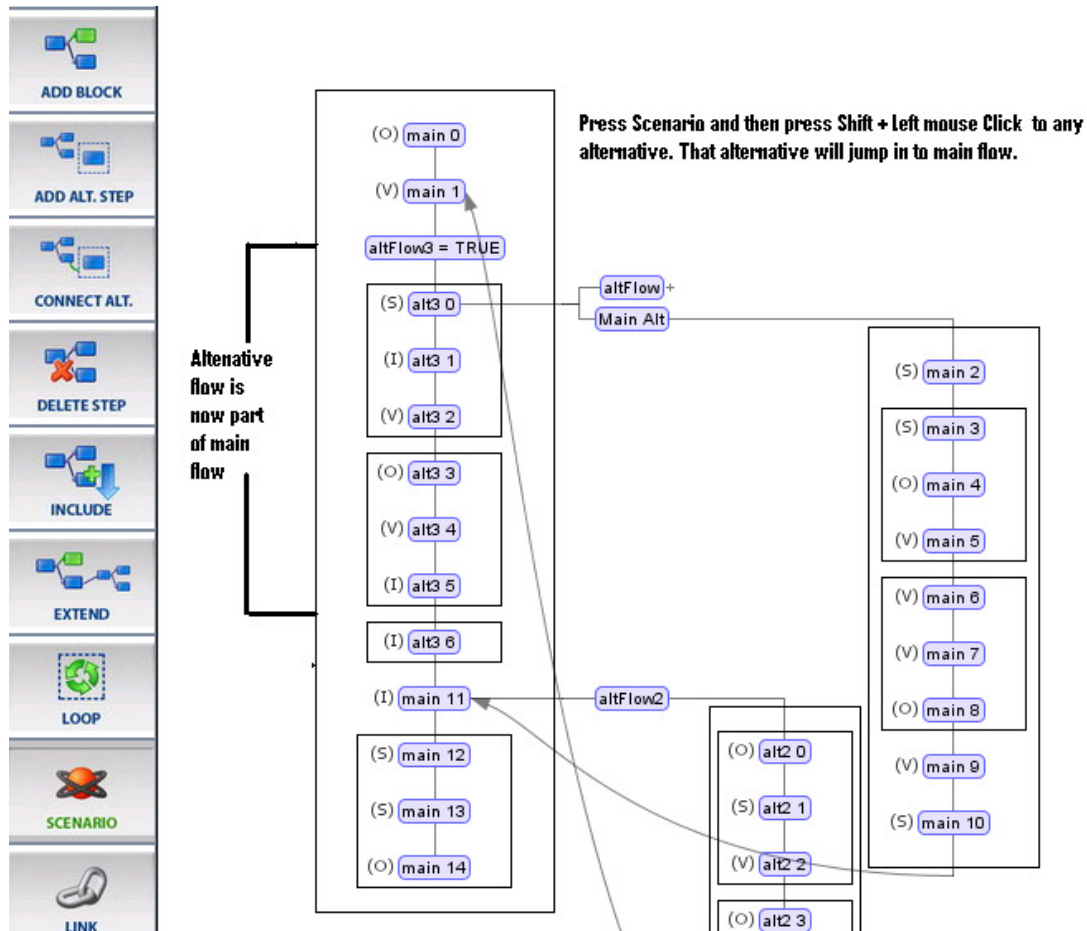 ADD BLOCK
ADD ALT. STEP
CONNECT ALT.
DELETE STEP
INCLUDE
EXTEND
LOOP
SCENARIO
LINK
Press Scenario and then press Shift + Left mouse Click to any
alternative. That alternative will jump in to main flow.
Altenative
flow is
now part
of main
flow
(O) main 0
(V) main 1
altFlow3 = TRUE
(S) alt3 0
(I) alt3 1
(V) alt3 2
(O) alt3 3
(V) alt3 4
(I) alt3 5
(I) alt3 6
(I) main 11
(S) main 12
(S) main 13
(O) main 14
altFlow+
Main Alt
altFlow2
(O) alt2 0
(S) alt2 1
(V) alt2 2
(O) alt2 3
(S) main 2
(S) main 3
(O) main 4
(V) main 5
(V) main 6
(V) main 7
(O) main 8
(V) main 9
(S) main 10